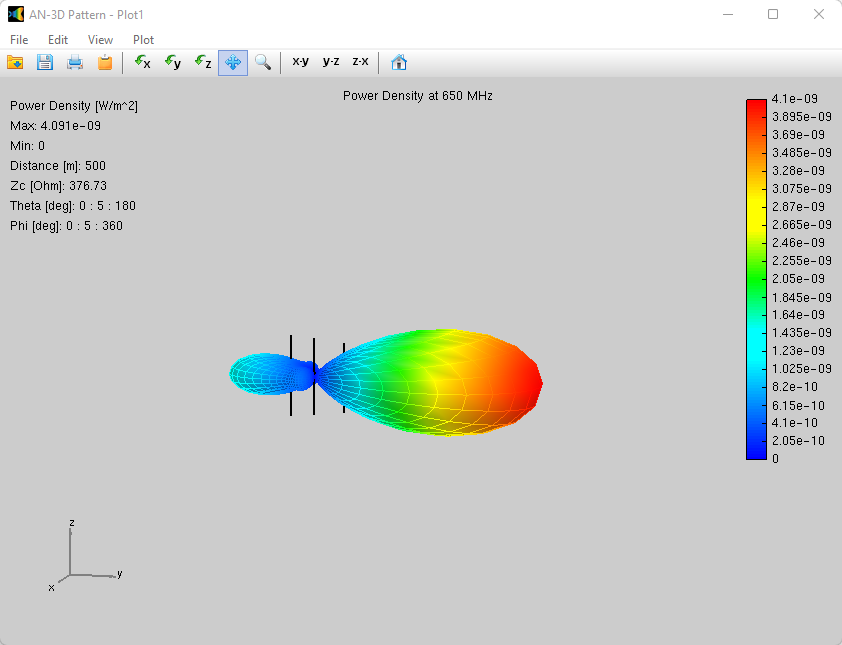 AN-3D Pattern - Plot1
File Edit View Plot
x y z x-y y-z z-x
Power Density at 650 MHz
Power Density [W/m^2]
Max: 4.091e-09
Min: 0
Distance [m]: 500
Zc [Ohm]: 376.73
Theta [deg]: 0 : 5 : 180
Phi [deg]: 0 : 5 : 360
4.1e-09
3.895e-09
3.69e-09
3.485e-09
3.28e-09
3.075e-09
2.87e-09
2.665e-09
2.46e-09
2.255e-09
2.05e-09
1.845e-09
1.64e-09
1.435e-09
1.23e-09
1.025e-09
8.2e-10
6.15e-10
4.1e-10
2.05e-10
0
z
y
x